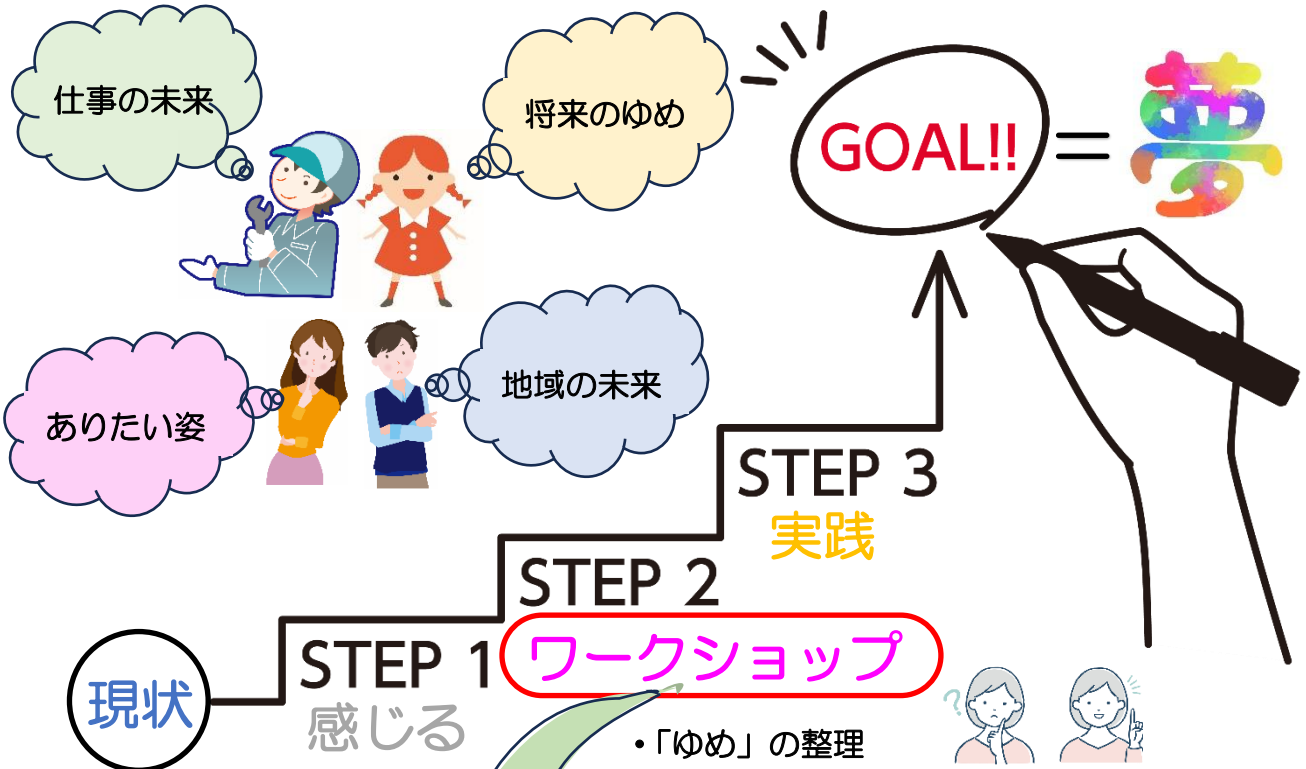 仕事の未来
将来のゆめ
GOAL!!=夢
ありたい姿
地域の未来
STEP 3
実践
STEP 2
ワークショップ
STEP 1
感じる
現状
・「ゆめ」の整理
?